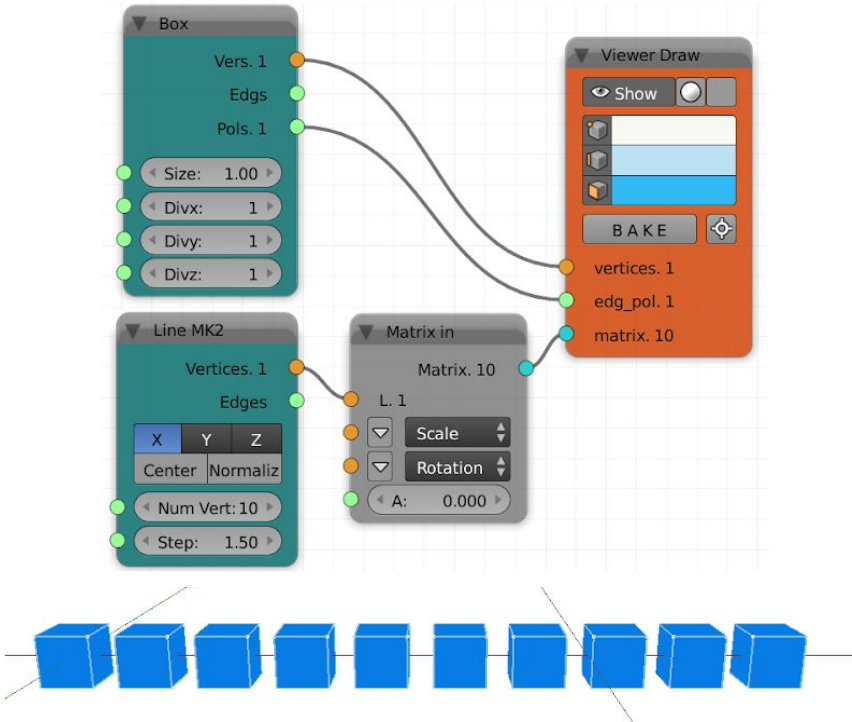 Box
Vers. 1
Edgs
Pols. 1
Size: 1.00
Divx: 1
Divy: 1
Divz: 1
Viewer Draw
Show
BAKE
vertices. 1
edg_pol. 1
matrix. 10
Line MK2
Vertices. 1
Edges
X Y Z
Center Normaliz
Num Vert: 10
Step: 1.50
Matrix in
Matrix. 10
L. 1
Scale
Rotation
A: 0.000